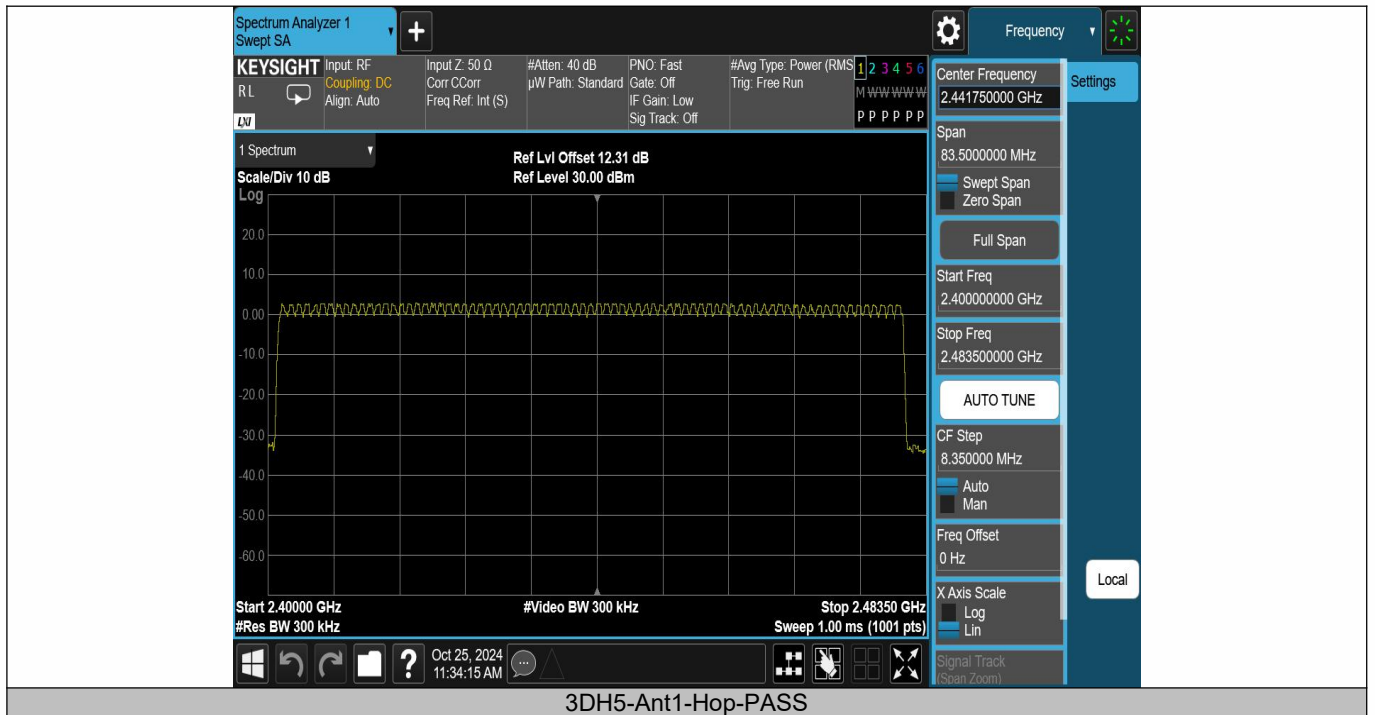 Spectrum Analyzer 1
Swept SA
Frequency
KEYSIGHT
RL
LXI
Input: RF
Coupling: DC
Align: Auto
Input Z: 50 Ω
Corr CCorr
Freq Ref: Int (S)
#Atten: 40 dB
µW Path: Standard
PNO: Fast
Gate: Off
IF Gain: Low
Sig Track: Off
#Avg Type: Power (RMS
Trig: Free Run
1 2 3 4 5 6
M W W W W W
P P P P P P
1 Spectrum
Scale/Div 10 dB
Ref Lvl Offset 12.31 dB
Ref Level 30.00 dBm
Log
20.0
10.0
0.00
-10.0
-20.0
-30.0
-40.0
-50.0
-60.0
Start 2.40000 GHz
#Res BW 300 kHz
#Video BW 300 kHz
Stop 2.48350 GHz
Sweep 1.00 ms (1001 pts)
Oct 25, 2024
11:34:15 AM
Center Frequency
2.441750000 GHz
Settings
Span
83.5000000 MHz
Swept Span
Zero Span
Full Span
Start Freq
2.400000000 GHz
Stop Freq
2.483500000 GHz
AUTO TUNE
CF Step
8.350000 MHz
Auto
Man
Freq Offset
0 Hz
Local
X Axis Scale
Log
Lin
Signal Track
(Span Zoom)
3DH5-Ant1-Hop-PASS